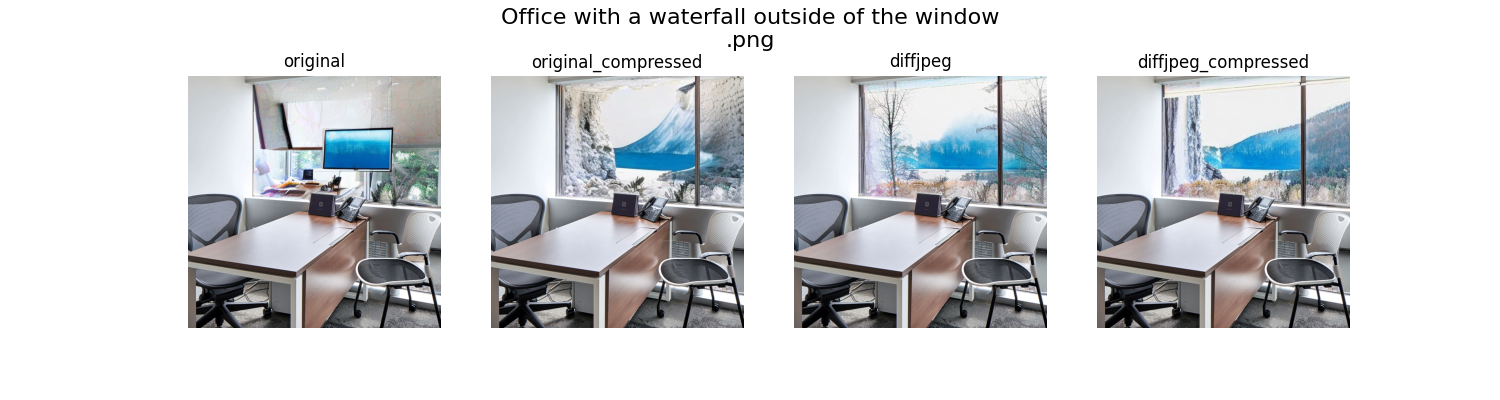 Office with a waterfall outside of the window
.png
original
original_compressed
diffjpeg
diffjpeg_compressed